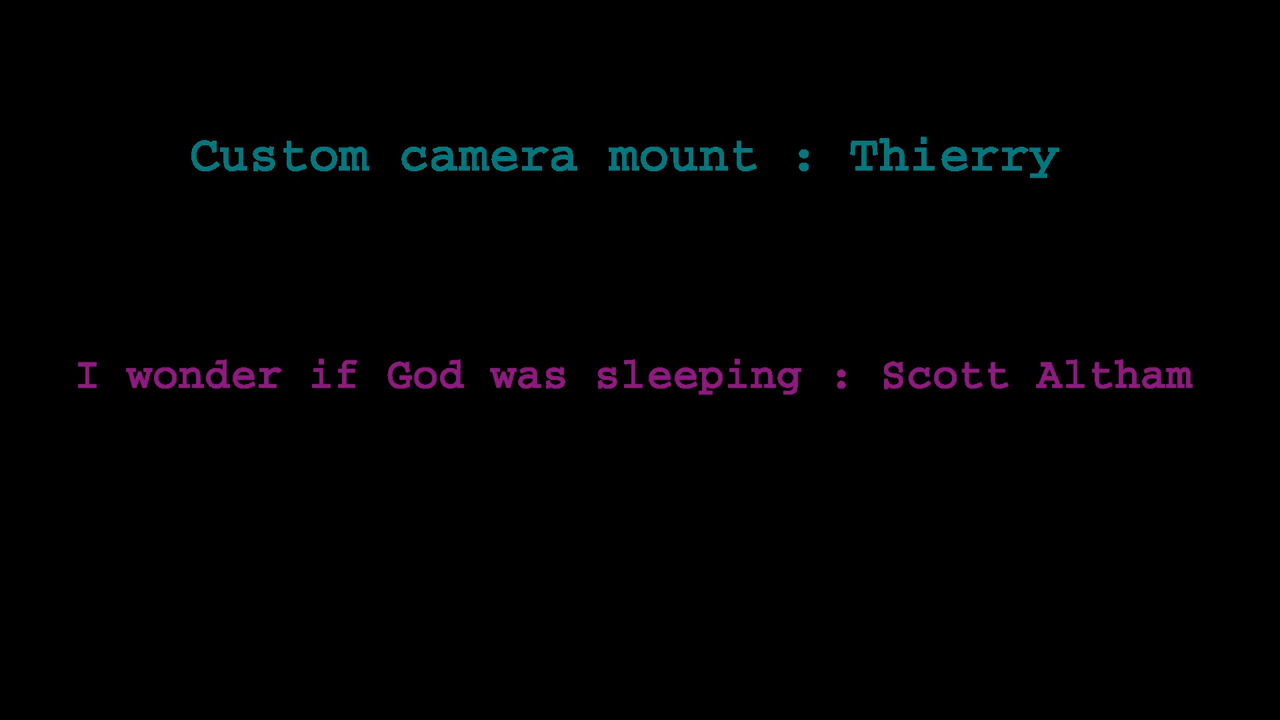 Custom camera mount : Thierry
I wonder if God was sleeping : Scott Altham